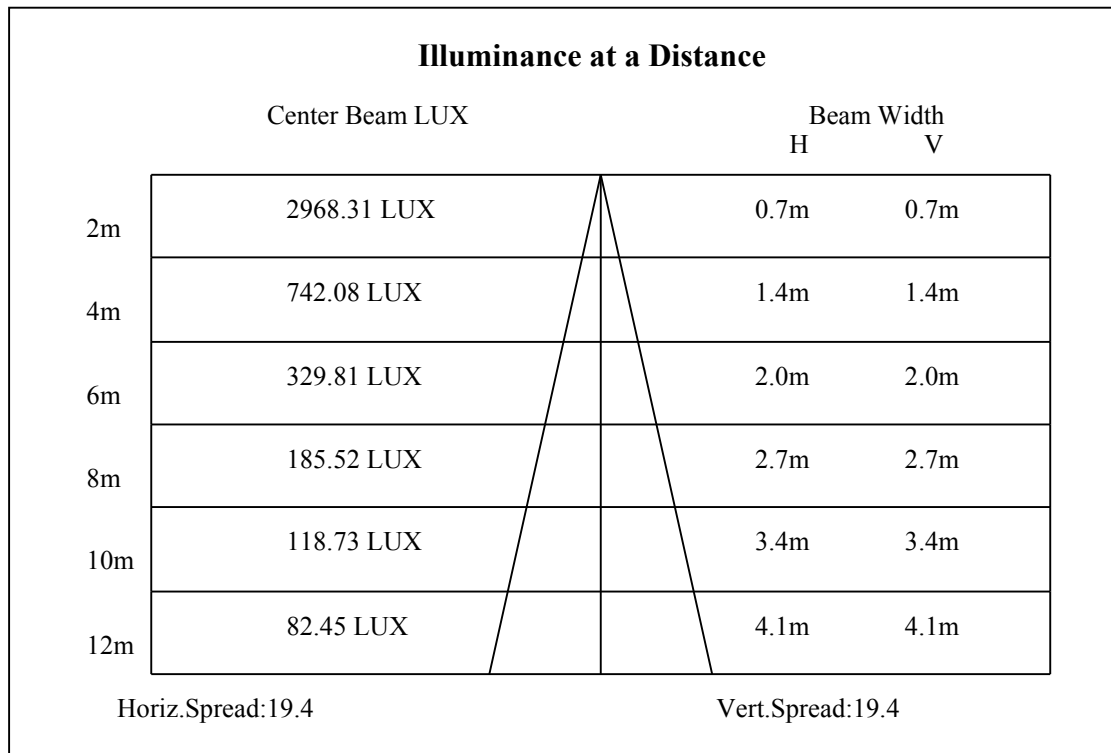 Illuminance at a Distance
Center Beam LUX Beam Width
H V
2m 2968.31 LUX 0.7m 0.7m
4m 742.08 LUX 1.4m 1.4m
6m 329.81 LUX 2.0m 2.0m
8m 185.52 LUX 2.7m 2.7m
10m 118.73 LUX 3.4m 3.4m
12m 82.45 LUX 4.1m 4.1m
Horiz.Spread:19.4 Vert.Spread:19.4